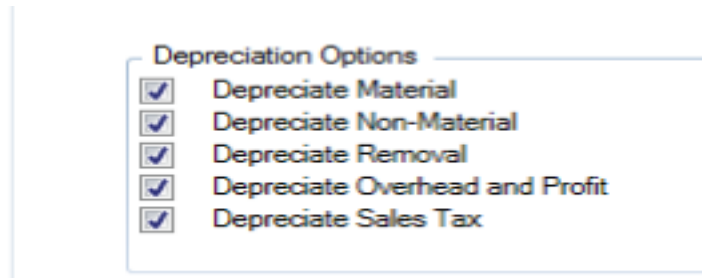 Depreciation Options
Depreciate Material
Depreciate Non-Material
Depreciate Removal
Depreciate Overhead and Profit
Depreciate Sales Tax